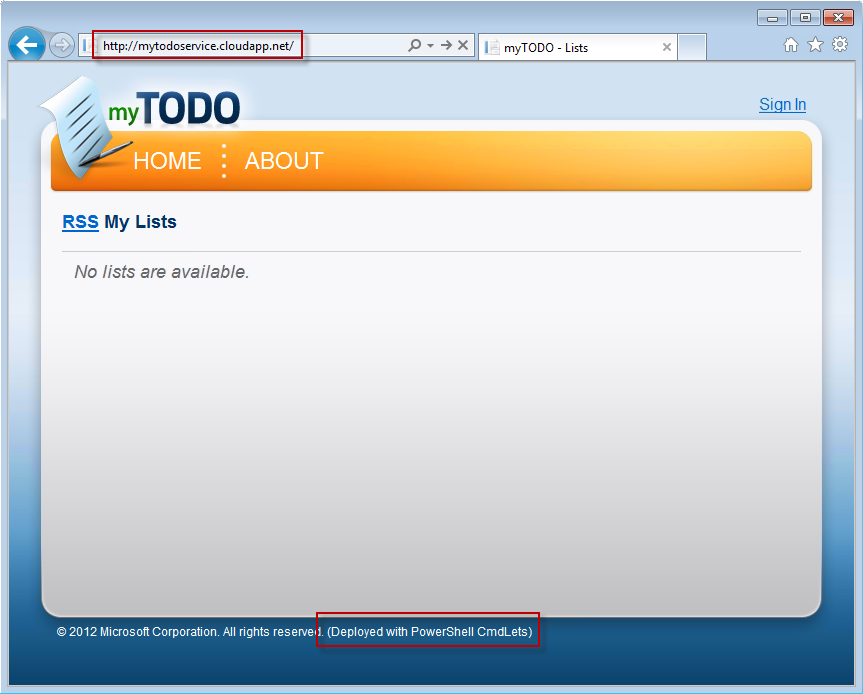 http://mytodoservice.cloudapp.net/
myTODO - Lists
myTODO
Sign In
HOME ABOUT
RSS My Lists
No lists are available.
© 2012 Microsoft Corporation. All rights reserved. (Deployed with PowerShell CmdLets)